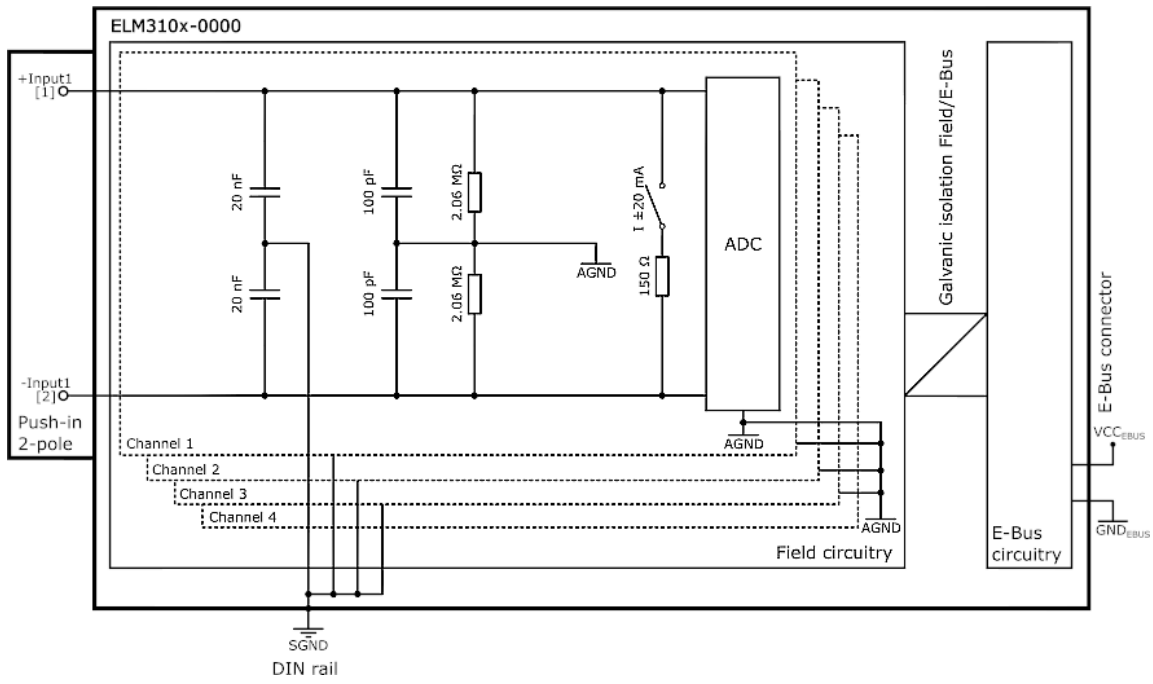 ELM310x-0000
+Input1
[1]
20 nF
20 nF
100 pF
100 pF
2.06 MΩ
2.06 MΩ
AGND
I ±20 mA
150 Ω
ADC
Galvanic isolation Field/E-Bus
E-Bus connector
-Input1
[2]
Push-in
2-pole
AGND
VCCEBUS
Channel 1
Channel 2
Channel 3
Channel 4
AGND
GNDEBUS
Field circuitry
E-Bus
circuitry
SGND
DIN rail